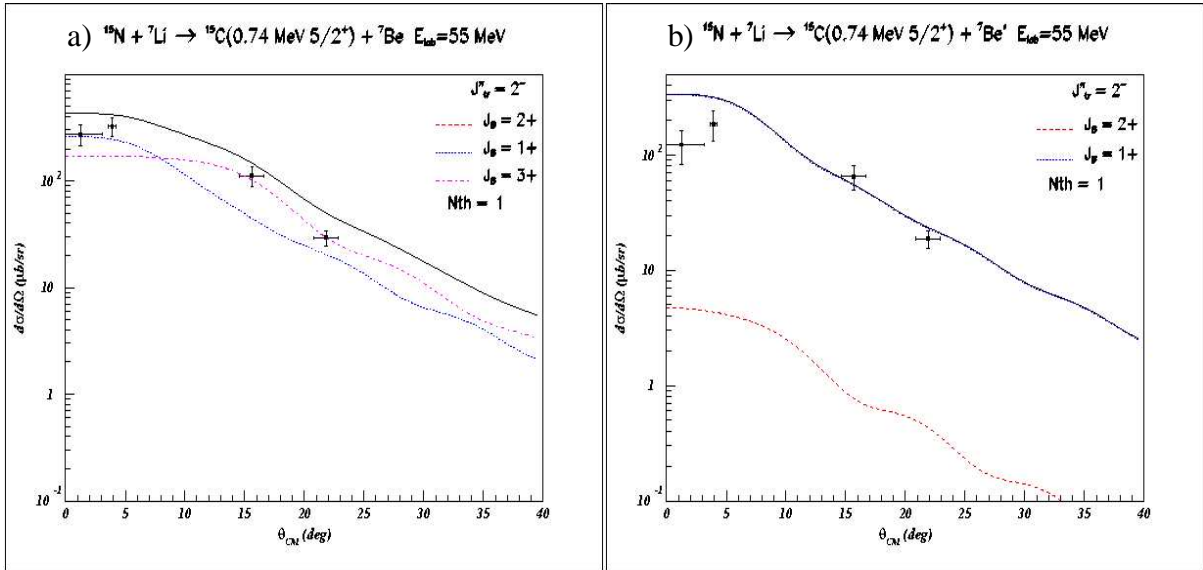 a) ¹⁵N + ⁷Li → ¹⁵C(0.74 MeV 5/2⁺) + ⁷Be E_lab=55 MeV
J^π_tr = 2⁻
J_B = 2+
J_B = 1+
J_B = 3+
Nth = 1
dσ/dΩ (μb/sr)
10²
10
1
10⁻¹
0 5 10 15 20 25 30 35 40
θ_CM (deg)
b) ¹⁵N + ⁷Li → ¹⁵C(0.74 MeV 5/2⁺) + ⁷Be* E_lab=55 MeV
J^π_tr = 2⁻
J_B = 2+
J_B = 1+
Nth = 1
dσ/dΩ (μb/sr)
10²
10
1
10⁻¹
0 5 10 15 20 25 30 35 40
θ_CM (deg)